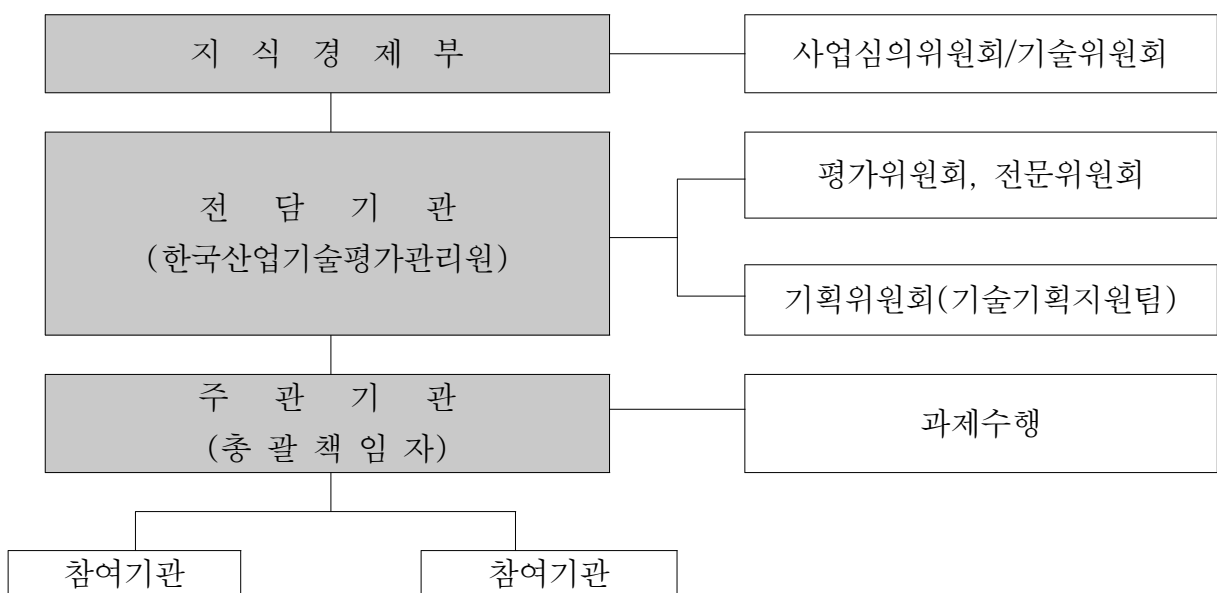 지 식 경 제 부
사업심의위원회/기술위원회
전 담 기 관
(한국산업기술평가관리원)
평가위원회, 전문위원회
기획위원회(기술기획지원팀)
주 관 기 관
(총 괄 책 임 자)
과제수행
참여기관
참여기관